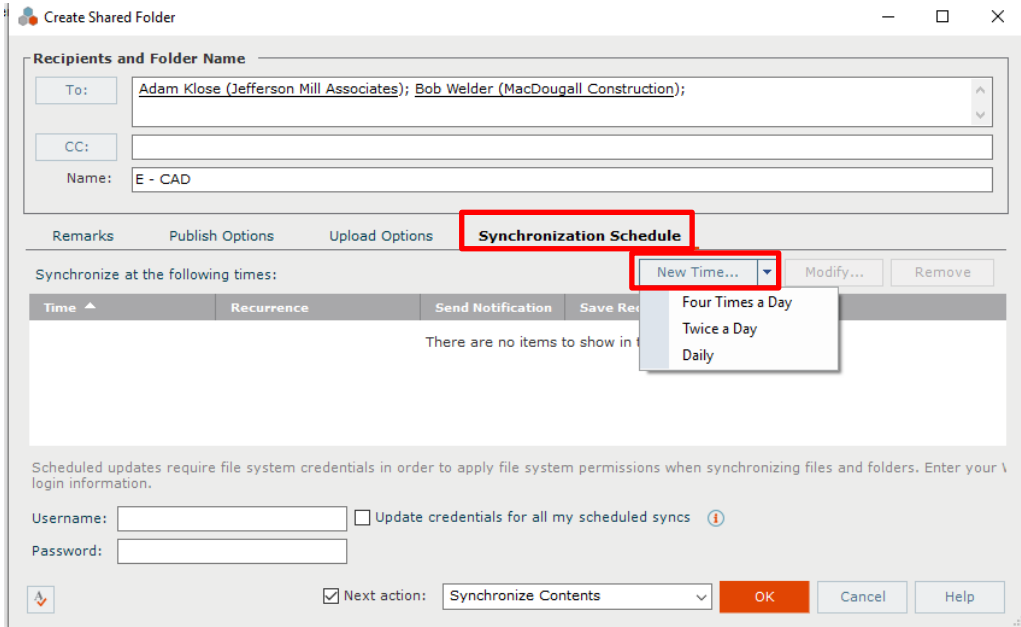 Create Shared Folder
Recipients and Folder Name
To:
Adam Klose (Jefferson Mill Associates); Bob Welder (MacDougall Construction);
CC:
Name:
E - CAD
Remarks Publish Options Upload Options Synchronization Schedule
Synchronize at the following times:
New Time... Modify... Remove
Time Recurrence Send Notification Save Rec
Four Times a Day
Twice a Day
Daily
There are no items to show in t
Scheduled updates require file system credentials in order to apply file system permissions when synchronizing files and folders. Enter your
login information.
Username:
Update credentials for all my scheduled syncs
Password:
Next action: Synchronize Contents OK Cancel Help